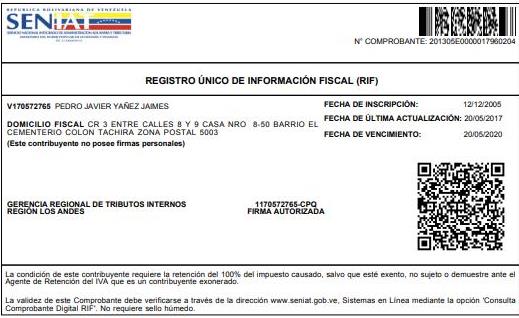 REPUBLICA BOLIVARIANA DE VENEZUELA
SENIAT
SERVICIO NACIONAL INTEGRADO DE ADMINISTRACION ADUANERA Y TRIBUTARIA
N° COMPROBANTE: 201305E0000017960204
REGISTRO ÚNICO DE INFORMACIÓN FISCAL (RIF)
V170572765 PEDRO JAVIER YAÑEZ JAIMES
FECHA DE INSCRIPCIÓN: 12/12/2005
DOMICILIO FISCAL CR 3 ENTRE CALLES 8 Y 9 CASA NRO 8-50 BARRIO EL
CEMENTERIO COLON TACHIRA ZONA POSTAL 5003
(Este contribuyente no posee firmas personales)
FECHA DE ÚLTIMA ACTUALIZACIÓN: 20/05/2017
FECHA DE VENCIMIENTO: 20/05/2020
GERENCIA REGIONAL DE TRIBUTOS INTERNOS
REGIÓN LOS ANDES
1170572765-CPQ
FIRMA AUTORIZADA
La condición de este contribuyente requiere la retención del 100% del impuesto causado, salvo que esté exento, no sujeto o demuestre ante el
Agente de Retención del IVA que es un contribuyente exonerado.
La validez de este Comprobante debe verificarse a través de la dirección www.seniat.gob.ve, Sistemas en Línea mediante la opción 'Consulta
Comprobante Digital RIF'. No requiere sello húmedo.